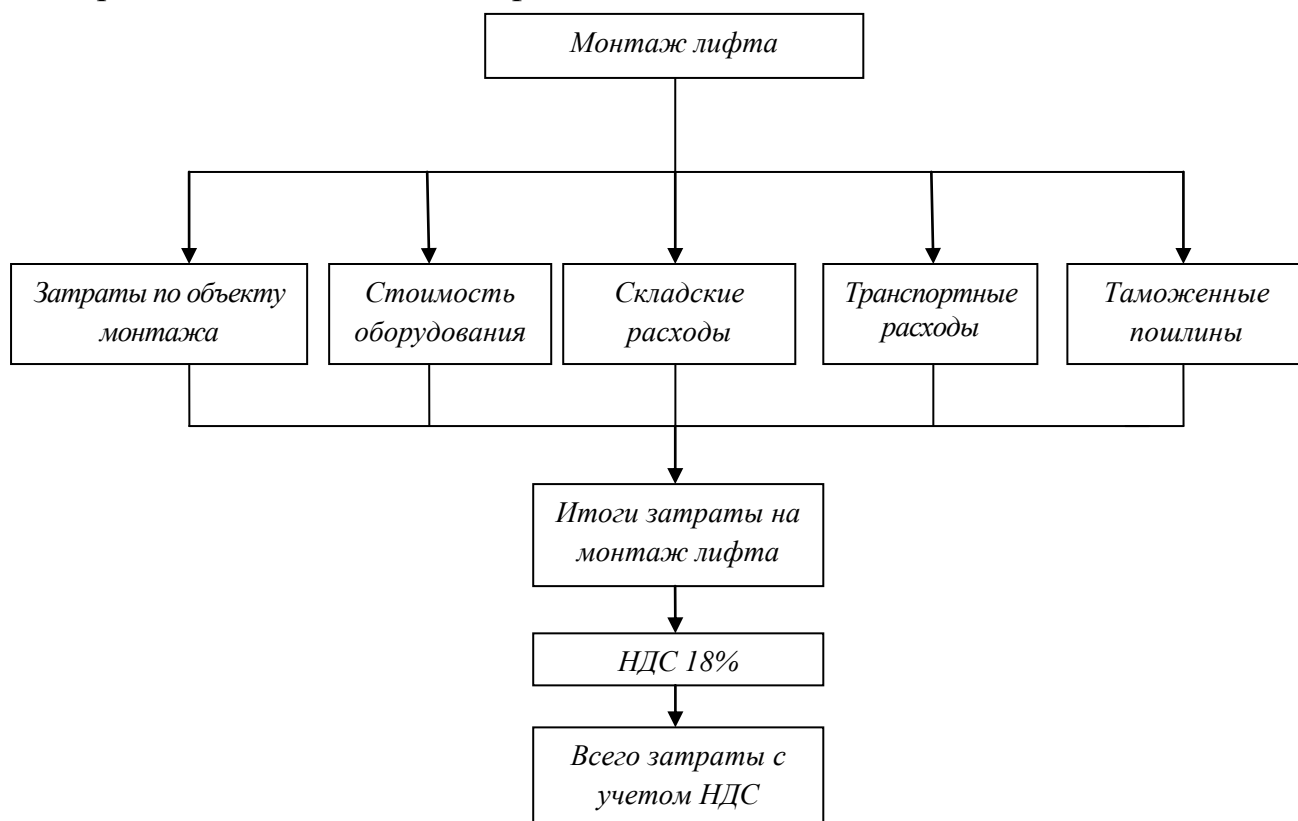 Монтаж лифта
Затраты по объекту
монтажа
Стоимость
оборудования
Складские
расходы
Транспортные
расходы
Таможенные
пошлины
Итоги затраты на
монтаж лифта
НДС 18%
Всего затраты с
учетом НДС